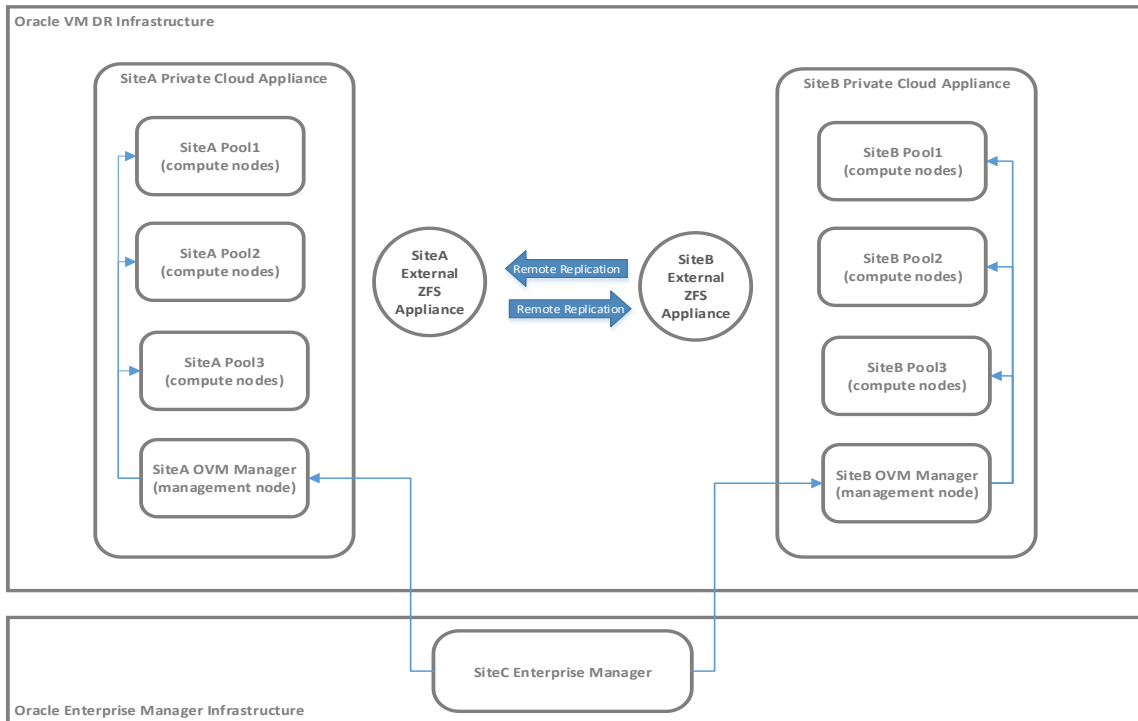 Oracle VM DR Infrastructure
SiteA Private Cloud Appliance
SiteA Pool1
(compute nodes)
SiteA Pool2
(compute nodes)
SiteA Pool3
(compute nodes)
SiteA OVM Manager
(management node)
SiteA
External
ZFS
Appliance
Remote Replication
Remote Replication
SiteB
External
ZFS
Appliance
SiteB Private Cloud Appliance
SiteB Pool1
(compute nodes)
SiteB Pool2
(compute nodes)
SiteB Pool3
(compute nodes)
SiteB OVM Manager
(management node)
SiteC Enterprise Manager
Oracle Enterprise Manager Infrastructure